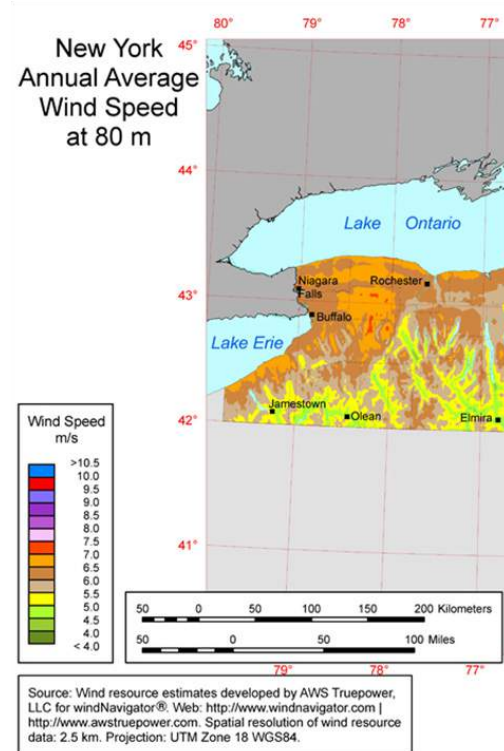 New York
Annual Average
Wind Speed
at 80 m
80°
79°
78°
77°
45°
44°
43°
42°
41°
Lake Ontario
Niagara
Falls
Rochester
Buffalo
Lake Erie
Jamestown
Olean
Elmira
Wind Speed
m/s
>10.5
10.0
9.5
9.0
8.5
8.0
7.5
7.0
6.5
6.0
5.5
5.0
4.5
4.0
< 4.0
50 0 50 100 150 200 Kilometers
50 0 50 100 Miles
79°
78°
77°
Source: Wind resource estimates developed by AWS Truepower,
LLC for windNavigator®. Web: http://www.windnavigator.com |
http://www.awstruepower.com. Spatial resolution of wind resource
data: 2.5 km. Projection: UTM Zone 18 WGS84.